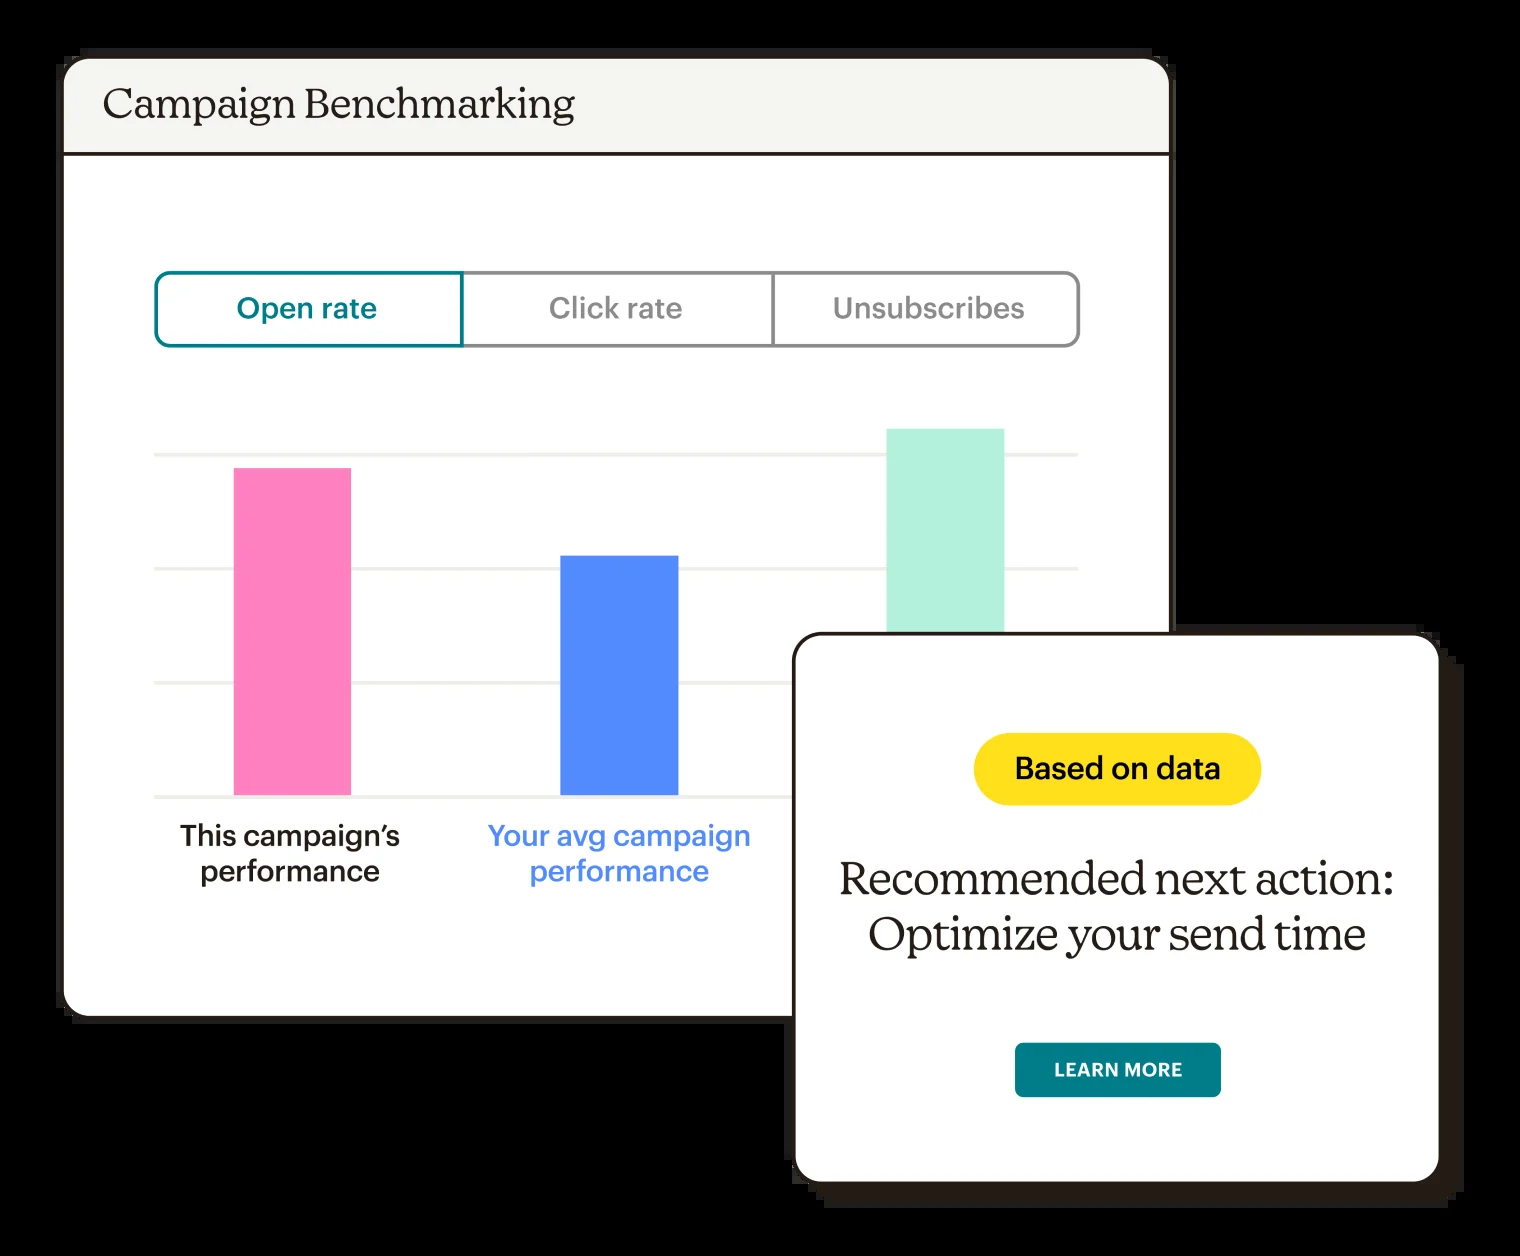 Campaign Benchmarking
Open rate
Click rate
Unsubscribes
This campaign’s
performance
Your avg campaign
performance
Based on data
Recommended next action:
Optimize your send time
LEARN MORE